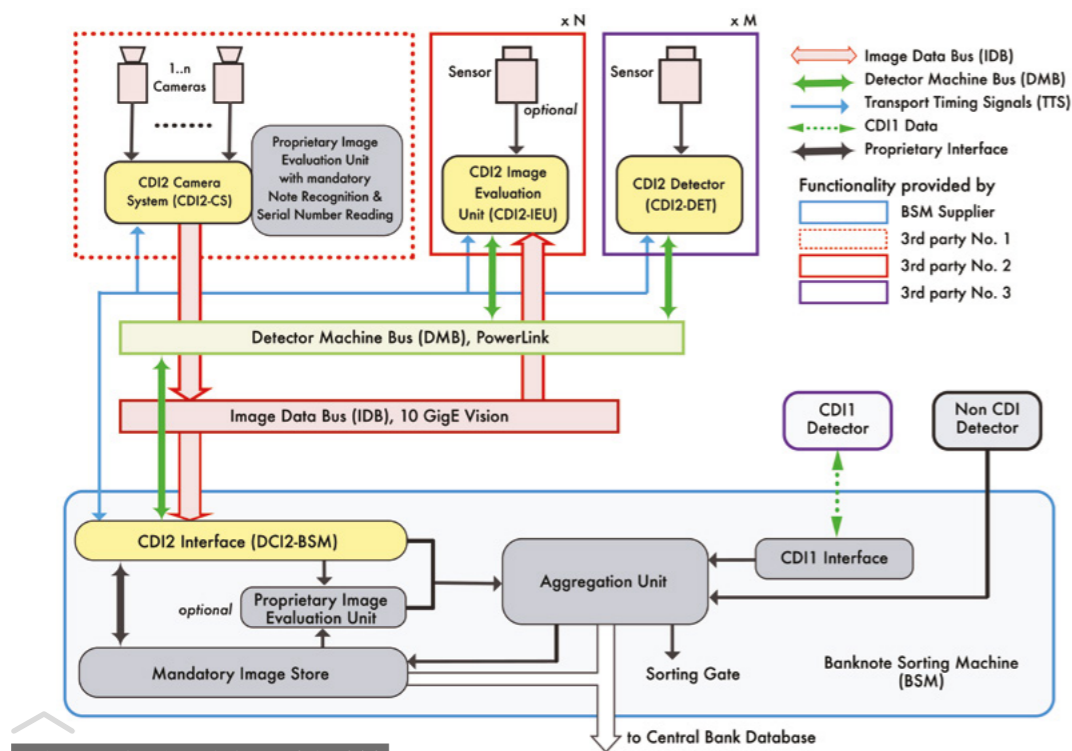 x N
x M
1..n
Cameras
Sensor
optional
Sensor
Proprietary Image
Evaluation Unit
with mandatory
Note Recognition &
Serial Number Reading
CDI2 Camera
System (CDI2-CS)
CDI2 Image
Evaluation
Unit (CDI2-IEU)
CDI2 Detector
(CDI2-DET)
Image Data Bus (IDB)
Detector Machine Bus (DMB)
Transport Timing Signals (TTS)
CDI1 Data
Proprietary Interface
Functionality provided by
BSM Supplier
3rd party No. 1
3rd party No. 2
3rd party No. 3
Detector Machine Bus (DMB), PowerLink
Image Data Bus (IDB), 10 GigE Vision
CDI1
Detector
Non CDI
Detector
CDI2 Interface (DCI2-BSM)
optional
Proprietary Image
Evaluation Unit
Mandatory Image Store
Aggregation Unit
CDI1 Interface
Sorting Gate
Banknote Sorting Machine
(BSM)
to Central Bank Database